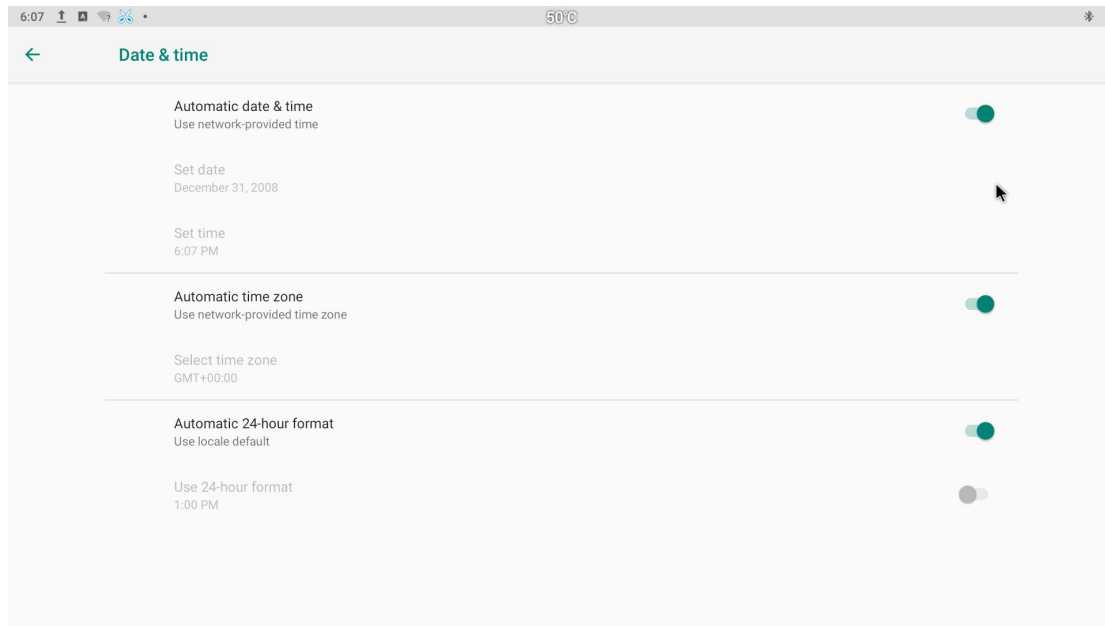 6:07
50°C
Date & time
Automatic date & time
Use network-provided time
Set date
December 31, 2008
Set time
6:07 PM
Automatic time zone
Use network-provided time zone
Select time zone
GMT+00:00
Automatic 24-hour format
Use locale default
Use 24-hour format
1:00 PM